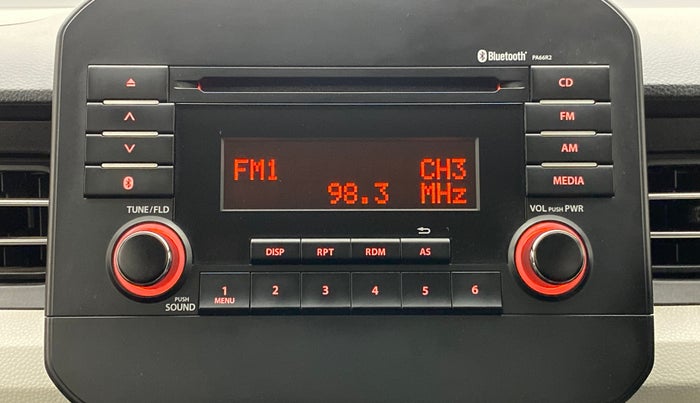 Bluetooth PA66R2
CD
FM1 CH3
98.3 MHz
FM
AM
MEDIA
TUNE/FLD
VOL PUSH PWR
DISP RPT RDM AS
PUSH
SOUND
1 2 3 4 5 6
MENU